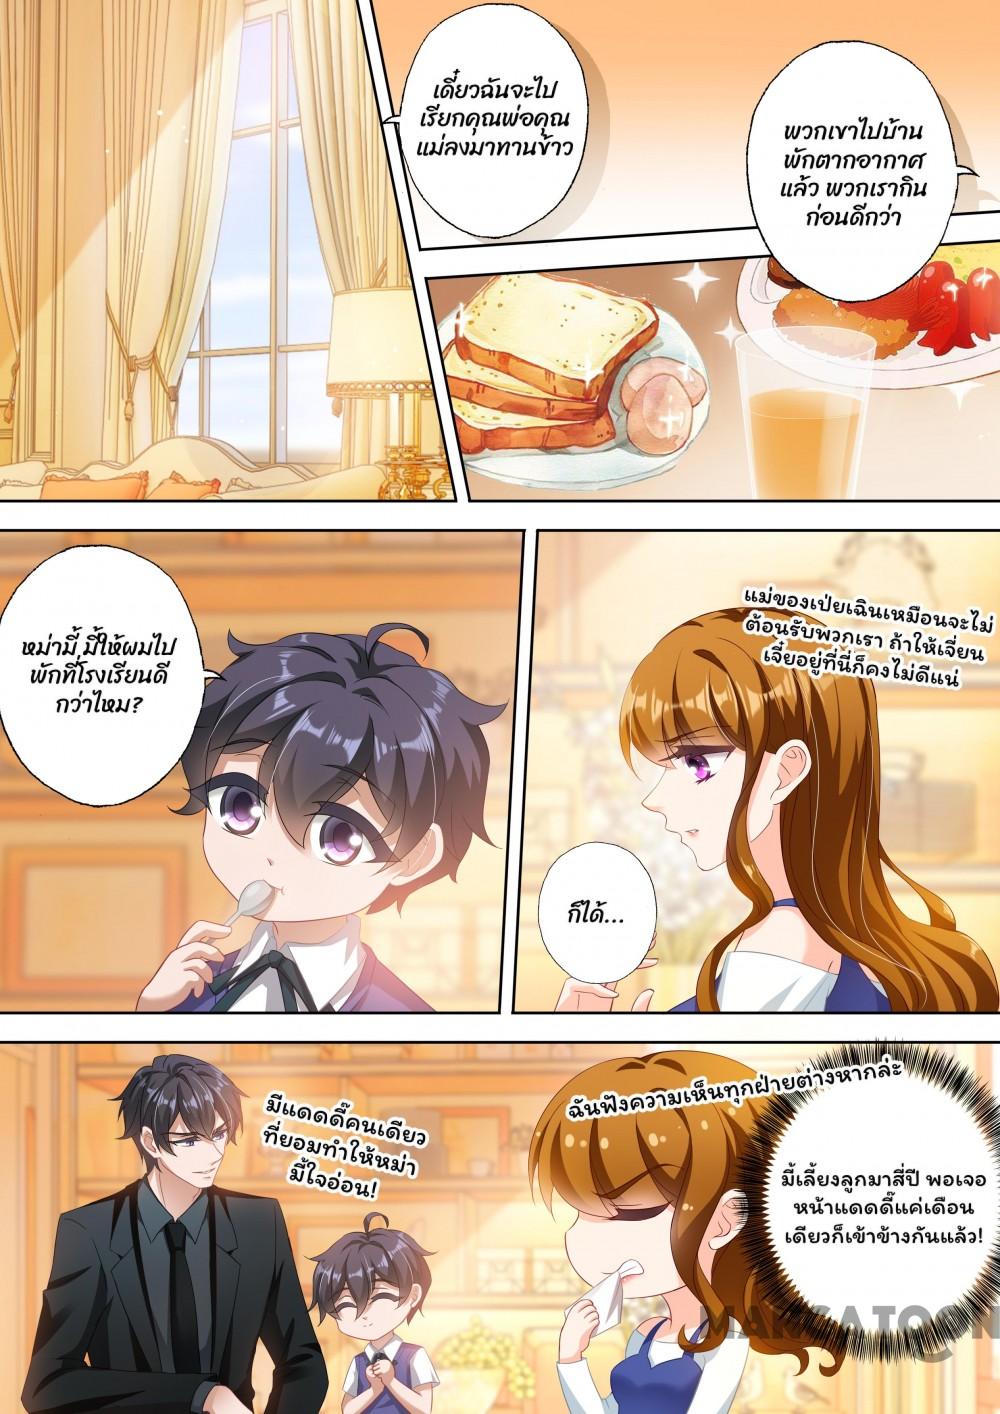 เดี๋ยวฉันจะไป
เรียกคุณพ่อคุณ
แม่ลงมาทานข้าว
พวกเขาไปบ้าน
พักตากอากาศ
แล้ว พวกเรากิน
ก่อนดีกว่า
หม่ามี้ มี้ให้ผมไป
พักที่โรงเรียนดี
กว่าไหม?
แม่ของเป่ยเฉินเหมือนจะไม่
ต้อนรับพวกเรา ถ้าให้เจี่ยน
เจี๋ยอยู่ที่นี่ก็คงไม่ดีแน่
ก็ได้...
มีแดดดี๊คนเดียว
ที่ยอมทำให้หม่า
มี้ใจอ่อน!
ฉันฟังความเห็นทุกฝ่ายต่างหากล่ะ
มี้เลี้ยงลูกมาสี่ปี พอเจอ
หน้าแดดดี๊แค่เดือน
เดียวก็เข้าข้างกันแล้ว!
MANGATOON